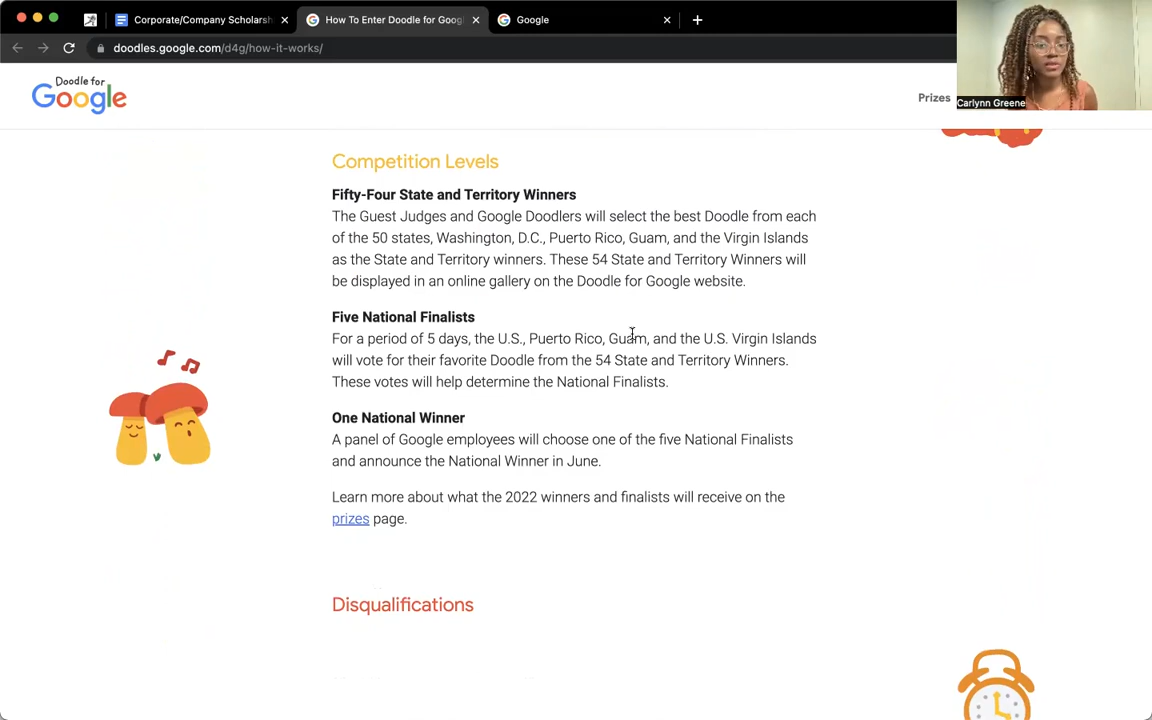 Corporate/Company Scholarsh
How To Enter Doodle for Goog
Google
doodles.google.com/d4g/how-it-works/
Doodle for
Google
Prizes
Carlynn Greene
Competition Levels
Fifty-Four State and Territory Winners
The Guest Judges and Google Doodlers will select the best Doodle from each
of the 50 states, Washington, D.C., Puerto Rico, Guam, and the Virgin Islands
as the State and Territory winners. These 54 State and Territory Winners will
be displayed in an online gallery on the Doodle for Google website.
Five National Finalists
For a period of 5 days, the U.S., Puerto Rico, Guam, and the U.S. Virgin Islands
will vote for their favorite Doodle from the 54 State and Territory Winners.
These votes will help determine the National Finalists.
One National Winner
A panel of Google employees will choose one of the five National Finalists
and announce the National Winner in June.
Learn more about what the 2022 winners and finalists will receive on the
prizes page.
Disqualifications